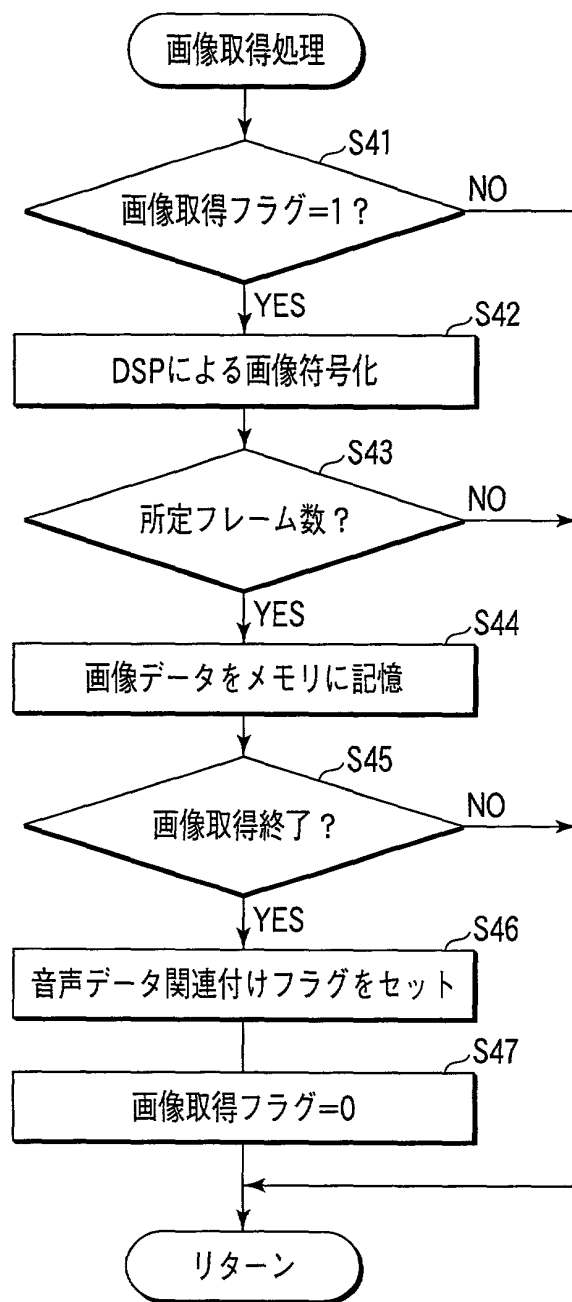 画像取得処理
S41
画像取得フラグ=1?
NO
YES
S42
DSPによる画像符号化
S43
所定フレーム数?
NO
YES
S44
画像データをメモリに記憶
S45
画像取得終了?
NO
YES
S46
音声データ関連付けフラグをセット
S47
画像取得フラグ=0
リターン